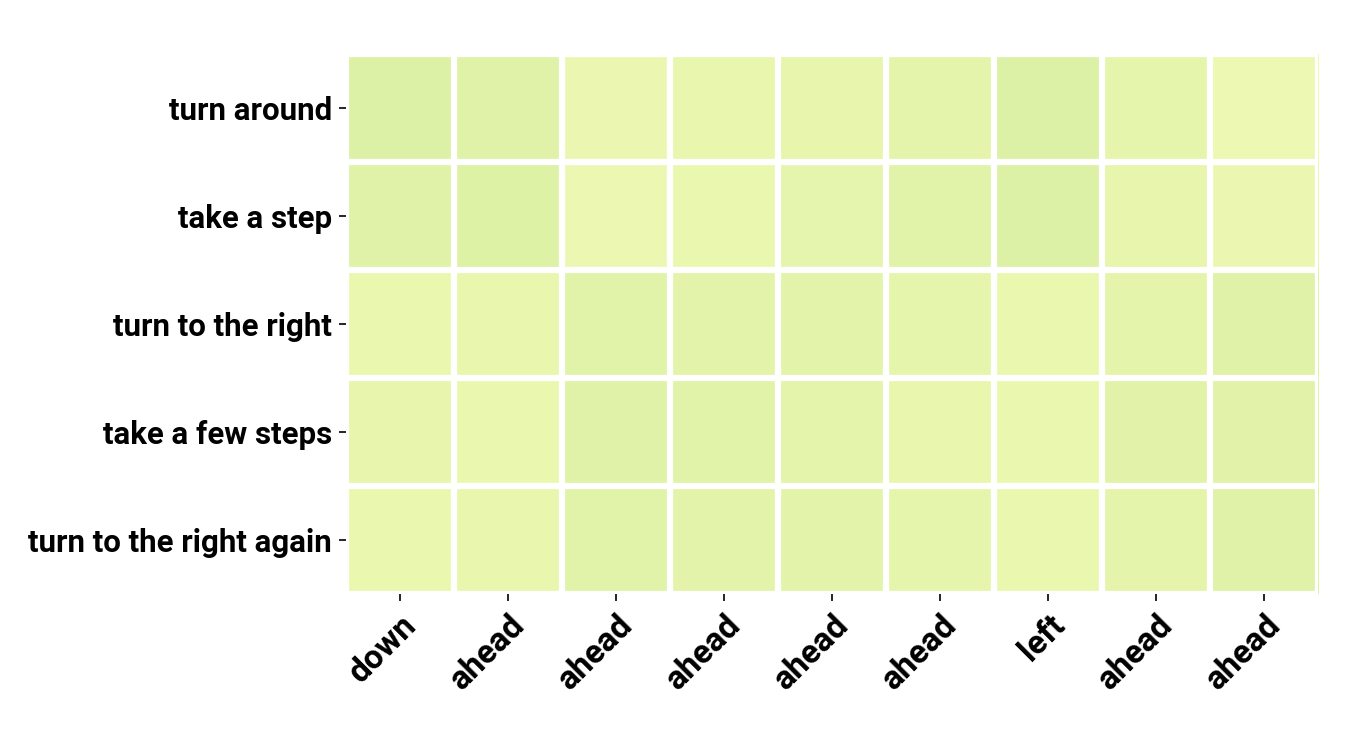 turn around
take a step
turn to the right
take a few steps
turn to the right again
down
ahead
ahead
ahead
ahead
ahead
left
ahead
ahead